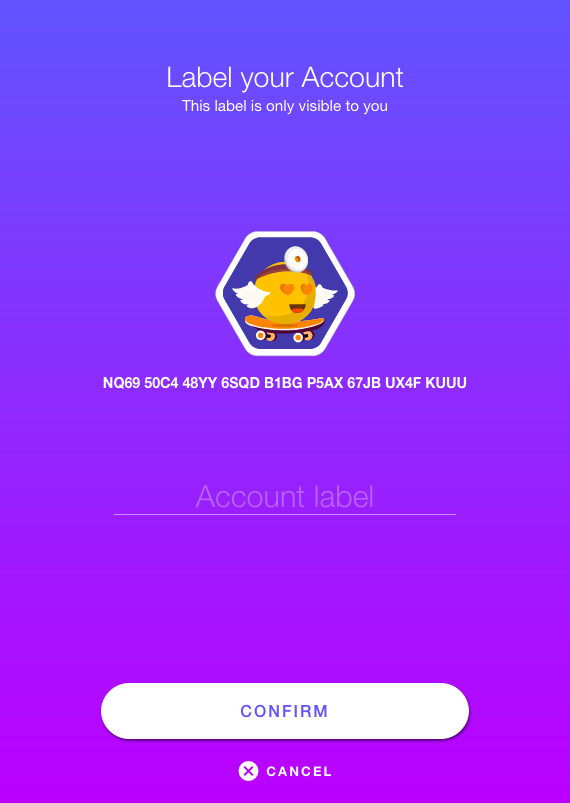 Label your Account
This label is only visible to you
NQ69 50C4 48YY 6SQD B1BG P5AX 67JB UX4F KUUU
Account label
CONFIRM
CANCEL